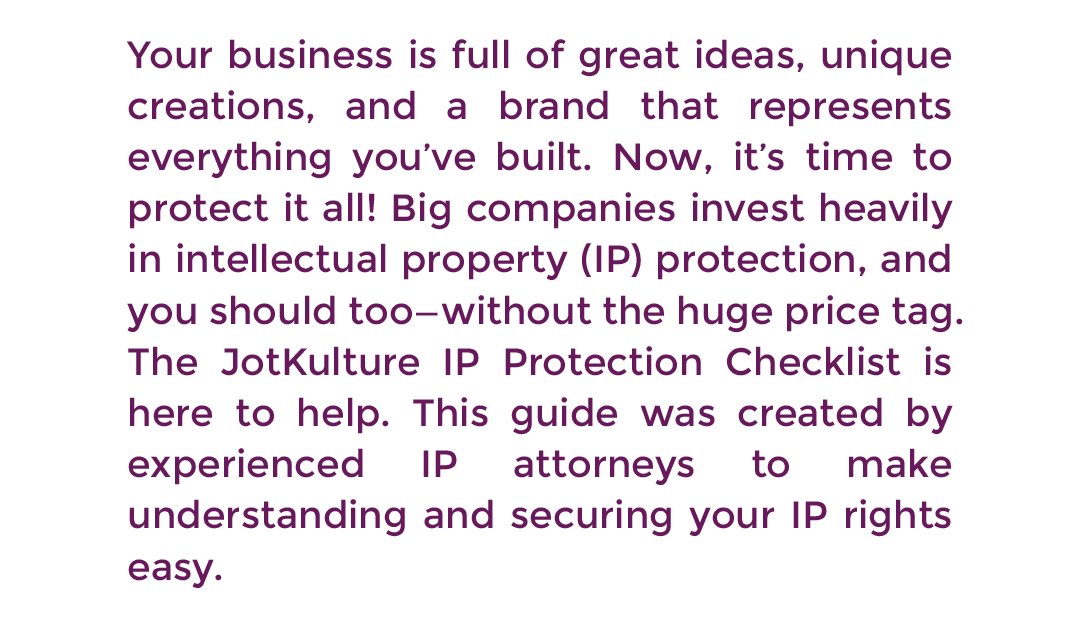 Your business is full of great ideas, unique
creations, and a brand that represents
everything you’ve built. Now, it’s time to
protect it all! Big companies invest heavily
in intellectual property (IP) protection, and
you should too—without the huge price tag.
The JotKulture IP Protection Checklist is
here to help. This guide was created by
experienced IP attorneys to make
understanding and securing your IP rights
easy.